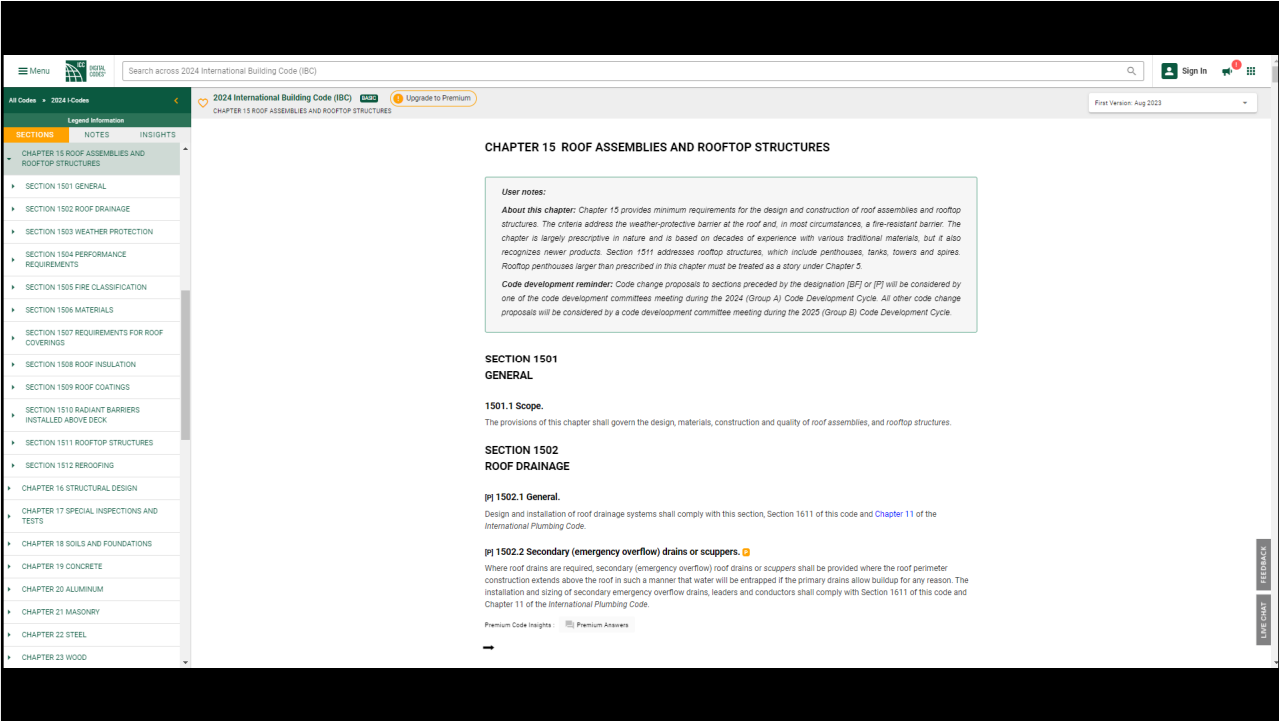 Menu
ICC
DIGITAL
CODES
Search across 2024 International Building Code (IBC)
Sign In
1
All Codes » 2024 I-Codes
Legend Information
SECTIONS
NOTES
INSIGHTS
CHAPTER 15 ROOF ASSEMBLIES AND
ROOFTOP STRUCTURES
SECTION 1501 GENERAL
SECTION 1502 ROOF DRAINAGE
SECTION 1503 WEATHER PROTECTION
SECTION 1504 PERFORMANCE
REQUIREMENTS
SECTION 1505 FIRE CLASSIFICATION
SECTION 1506 MATERIALS
SECTION 1507 REQUIREMENTS FOR ROOF
COVERINGS
SECTION 1508 ROOF INSULATION
SECTION 1509 ROOF COATINGS
SECTION 1510 RADIANT BARRIERS
INSTALLED ABOVE DECK
SECTION 1511 ROOFTOP STRUCTURES
SECTION 1512 REROOFING
CHAPTER 16 STRUCTURAL DESIGN
CHAPTER 17 SPECIAL INSPECTIONS AND
TESTS
CHAPTER 18 SOILS AND FOUNDATIONS
CHAPTER 19 CONCRETE
CHAPTER 20 ALUMINUM
CHAPTER 21 MASONRY
CHAPTER 22 STEEL
CHAPTER 23 WOOD
2024 International Building Code (IBC) BASIC
Upgrade to Premium
CHAPTER 15 ROOF ASSEMBLIES AND ROOFTOP STRUCTURES
First Version: Aug 2023
CHAPTER 15 ROOF ASSEMBLIES AND ROOFTOP STRUCTURES
User notes:
About this chapter: Chapter 15 provides minimum requirements for the design and construction of roof assemblies and rooftop
structures. The criteria address the weather-protective barrier at the roof and, in most circumstances, a fire-resistant barrier. The
chapter is largely prescriptive in nature and is based on decades of experience with various traditional materials, but it also
recognizes newer products. Section 1511 addresses rooftop structures, which include penthouses, tanks, towers and spires.
Rooftop penthouses larger than prescribed in this chapter must be treated as a story under Chapter 5.
Code development reminder: Code change proposals to sections preceded by the designation [BF] or [P] will be considered by
one of the code development committees meeting during the 2024 (Group A) Code Development Cycle. All other code change
proposals will be considered by a code develoopment committee meeting during the 2025 (Group B) Code Development Cycle.
SECTION 1501
GENERAL
1501.1 Scope.
The provisions of this chapter shall govern the design, materials, construction and quality of roof assemblies, and rooftop structures.
SECTION 1502
ROOF DRAINAGE
[P] 1502.1 General.
Design and installation of roof drainage systems shall comply with this section, Section 1611 of this code and Chapter 11 of the
International Plumbing Code.
[P] 1502.2 Secondary (emergency overflow) drains or scuppers. P
Where roof drains are required, secondary (emergency overflow) roof drains or scuppers shall be provided where the roof perimeter
construction extends above the roof in such a manner that water will be entrapped if the primary drains allow buildup for any reason. The
installation and sizing of secondary emergency overflow drains, leaders and conductors shall comply with Section 1611 of this code and
Chapter 11 of the International Plumbing Code.
Premium Code Insights :
Premium Answers
FEEDBACK
LIVE CHAT